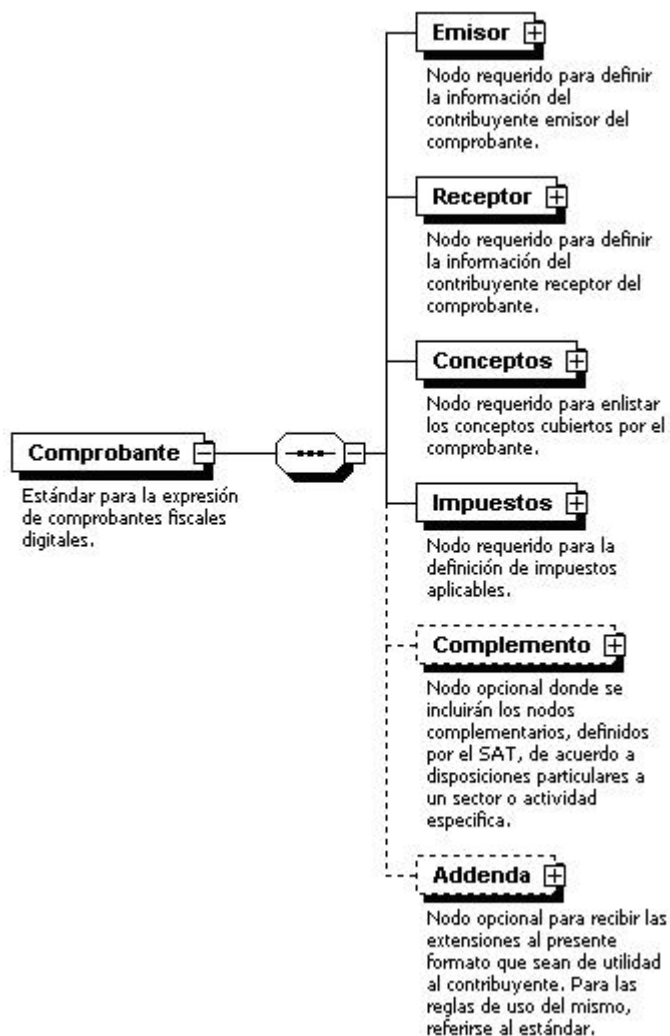 Emisor
Nodo requerido para definir
la información del
contribuyente emisor del
comprobante.
Receptor
Nodo requerido para definir
la información del
contribuyente receptor del
comprobante.
Conceptos
Nodo requerido para enlistar
los conceptos cubiertos por el
comprobante.
Comprobante
Estándar para la expresión
de comprobantes fiscales
digitales.
Impuestos
Nodo requerido para la
definición de impuestos
aplicables.
Complemento
Nodo opcional donde se
incluirán los nodos
complementarios, definidos
por el SAT, de acuerdo a
disposiciones particulares a
un sector o actividad
especifica.
Addenda
Nodo opcional para recibir las
extensiones al presente
formato que sean de utilidad
al contribuyente. Para las
reglas de uso del mismo,
referirse al estándar.